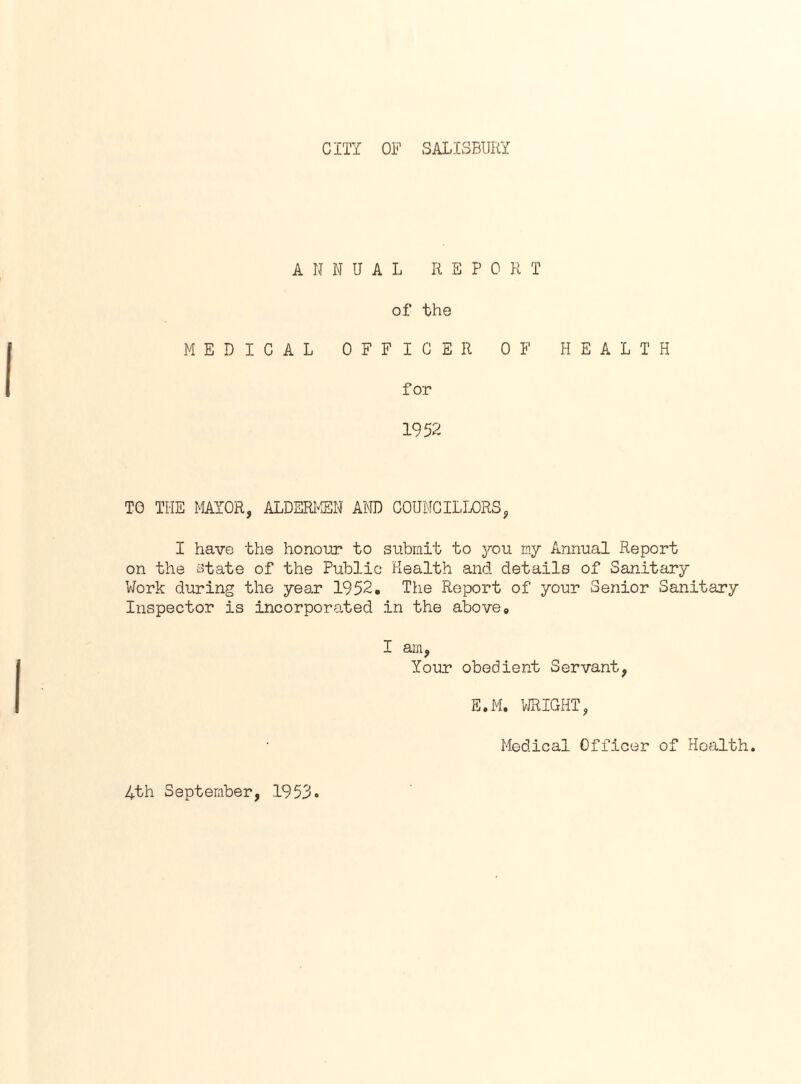 CITY OF SALISBURY
ANNUAL REPORT
of the
MEDICAL OFFICER OF HEALTH
for
1952
TO THE MAYOR, ALDERMEN AND COUNCILLORS,
I have the honour to submit to you my Annual Report
on the state of the Public Health and details of Sanitary
Work during the year 1952. The Report of your Senior Sanitary
Inspector is incorporated in the above.
I am,
Your obedient Servant,
E.M. WRIGHT,
Medical Officer of Health.
4th September, 1953.